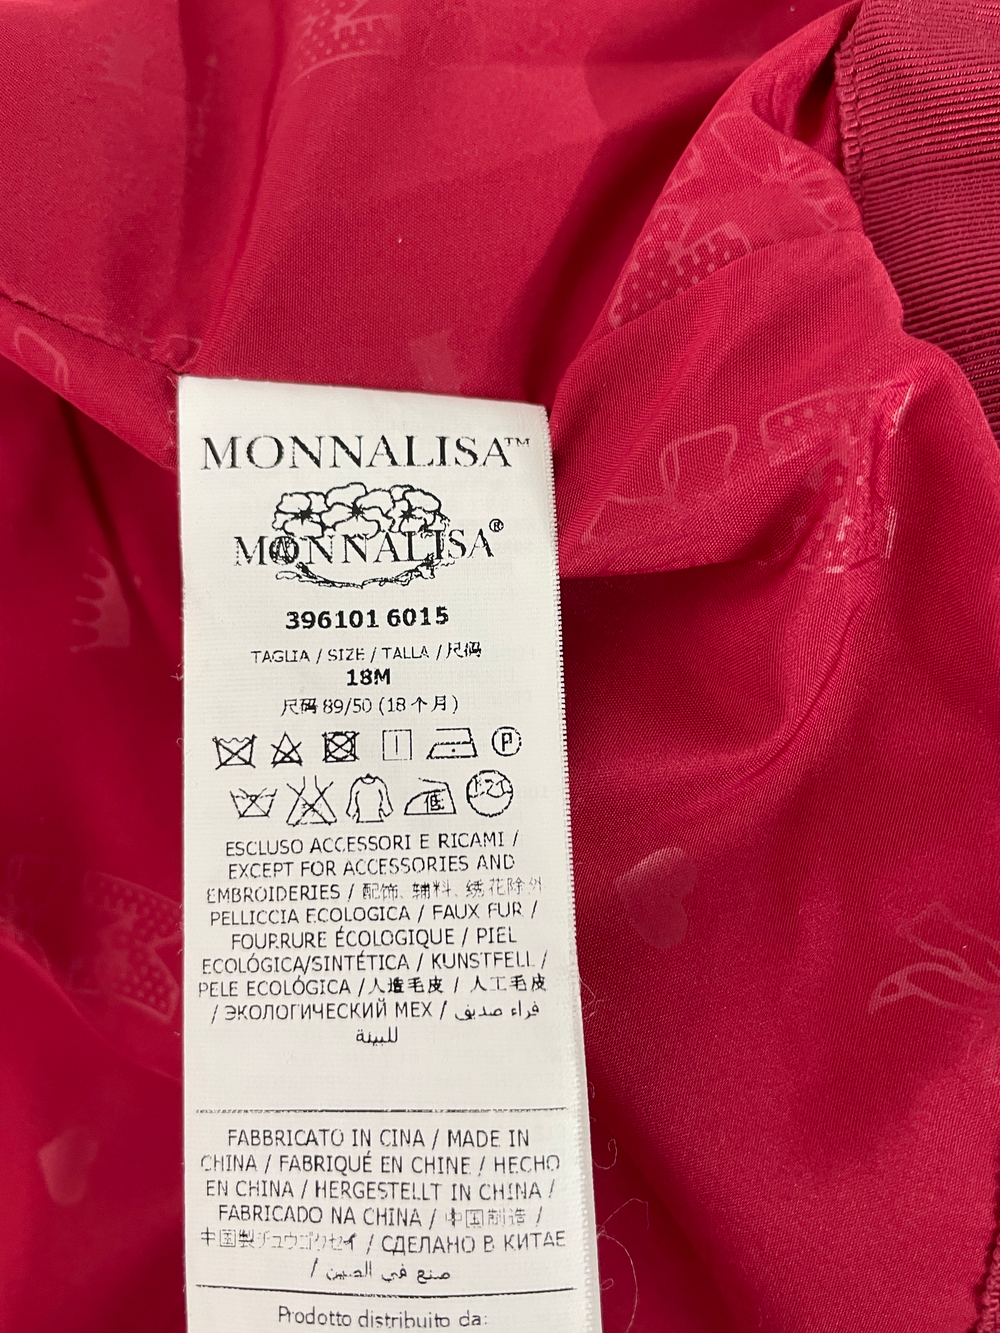 MONNALISA™
MONNALISA®
396101 6015
TAGLIA / SIZE / TALLA / 尺码
18M
尺码 89/50 (18个月)
P
低
ESCLUSO ACCESSORI E RICAMI /
EXCEPT FOR ACCESSORIES AND
EMBROIDERIES / 配饰、辅料、绣花除外
PELLICCIA ECOLOGICA / FAUX FUR /
FOURRURE ÉCOLOGIQUE / PIEL
ECOLÓGICA/SINTÉTICA / KUNSTFELL /
PELE ECOLÓGICA / 人造毛皮 / 人工毛皮
/ ЭКОЛОГИЧЕСКИЙ МЕХ / فراء صديق
للبيئة
FABBRICATO IN CINA / MADE IN
CHINA / FABRIQUÉ EN CHINE / HECHO
EN CHINA / HERGESTELLT IN CHINA /
FABRICADO NA CHINA / 中国制造 /
中国製チュウゴクセイ / СДЕЛАНО В КИТАЕ
/ صنع في الصين
Prodotto distribuito da: